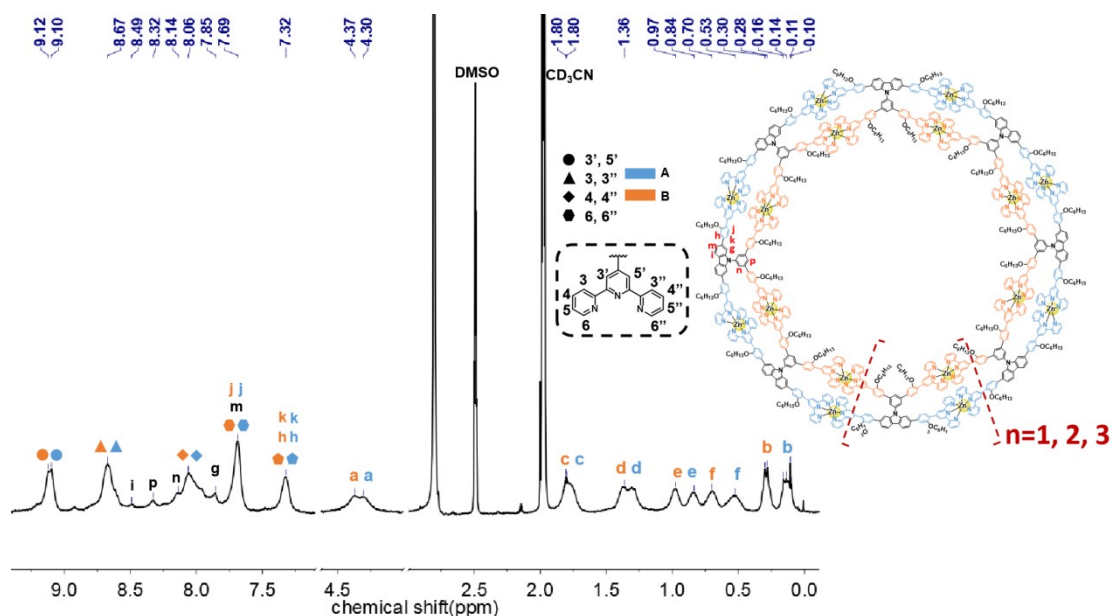 9.12
9.10
8.67
8.49
8.32
8.14
8.06
7.85
7.69
7.32
4.37
4.30
1.80
1.80
1.36
0.97
0.84
0.70
0.53
0.30
0.28
0.16
0.14
0.11
0.10
DMSO
CD₃CN
3', 5'
3, 3''
4, 4''
6, 6''
A
B
3' 5'
3 3''
4 4''
5 N N N 5''
6 6''
j j
m
k k
h h
i p n g
a a
c c
d d
e e
f f
b b
h j
m k
i g
N p
n
Zn
OC₆H₁₃
C₆H₁₃O
n=1, 2, 3
9.0 8.5 8.0 7.5 4.5 2.5 2.0 1.5 1.0 0.5 0.0
chemical shift(ppm)